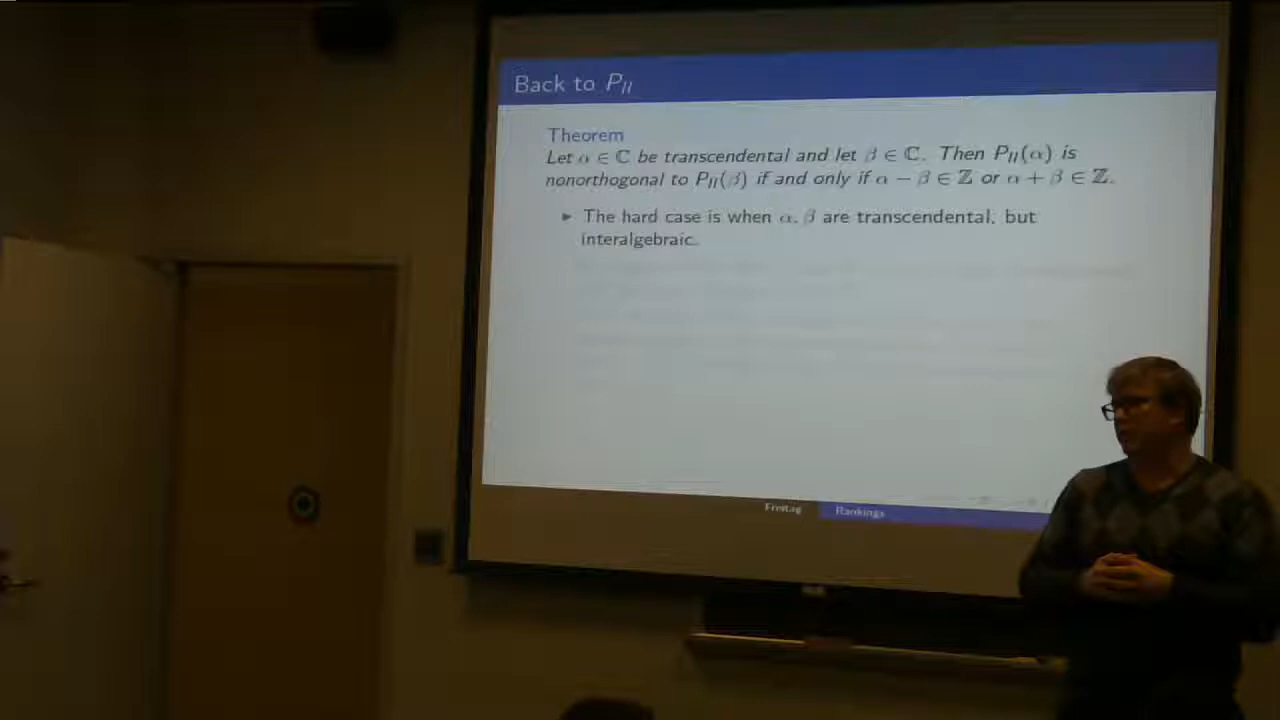 Back to P_II
Theorem
Let α ∈ ℂ be transcendental and let β ∈ ℂ. Then P_II(α) is
nonorthogonal to P_II(β) if and only if α − β ∈ ℤ or α + β ∈ ℤ.
▶ The hard case is when α, β are transcendental, but
interalgebraic.
Freitag Rankings